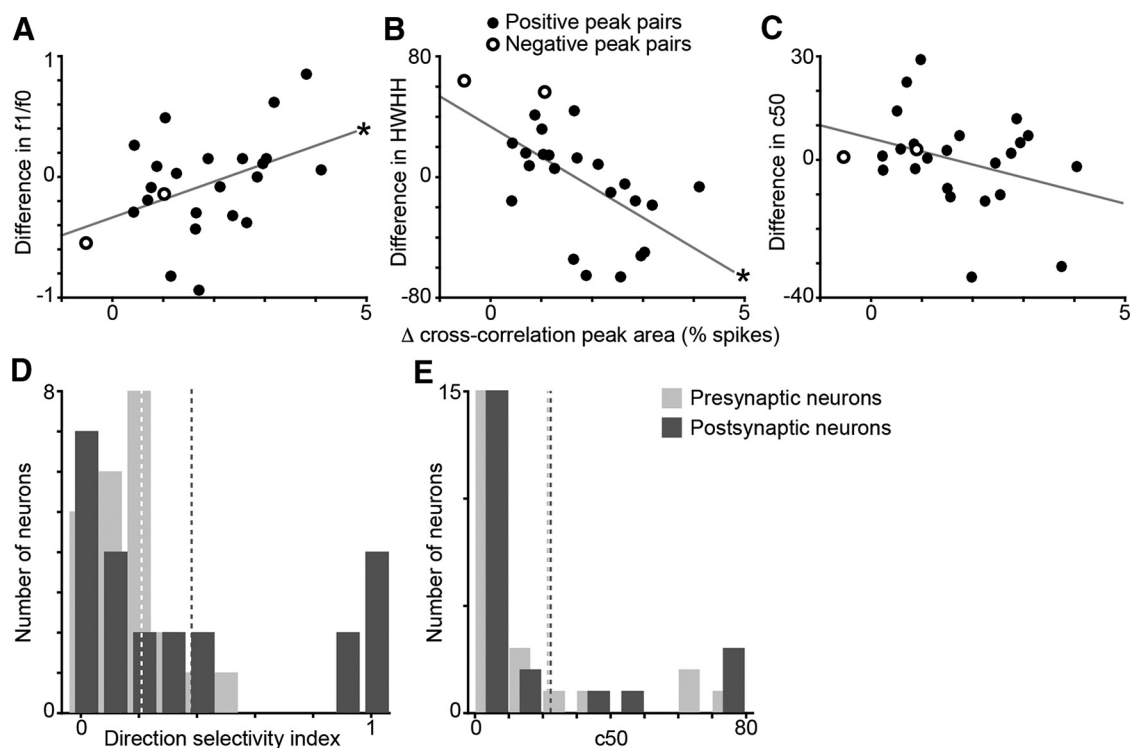 A
B
C
Positive peak pairs
Negative peak pairs
1
0
-1
Difference in f1/f0
*
0
5
80
0
-80
Difference in HWHH
*
0
5
30
0
-40
Difference in c50
0
5
Δ cross-correlation peak area (% spikes)
D
E
8
0
Number of neurons
0
1
Direction selectivity index
15
0
Number of neurons
0
80
c50
Presynaptic neurons
Postsynaptic neurons